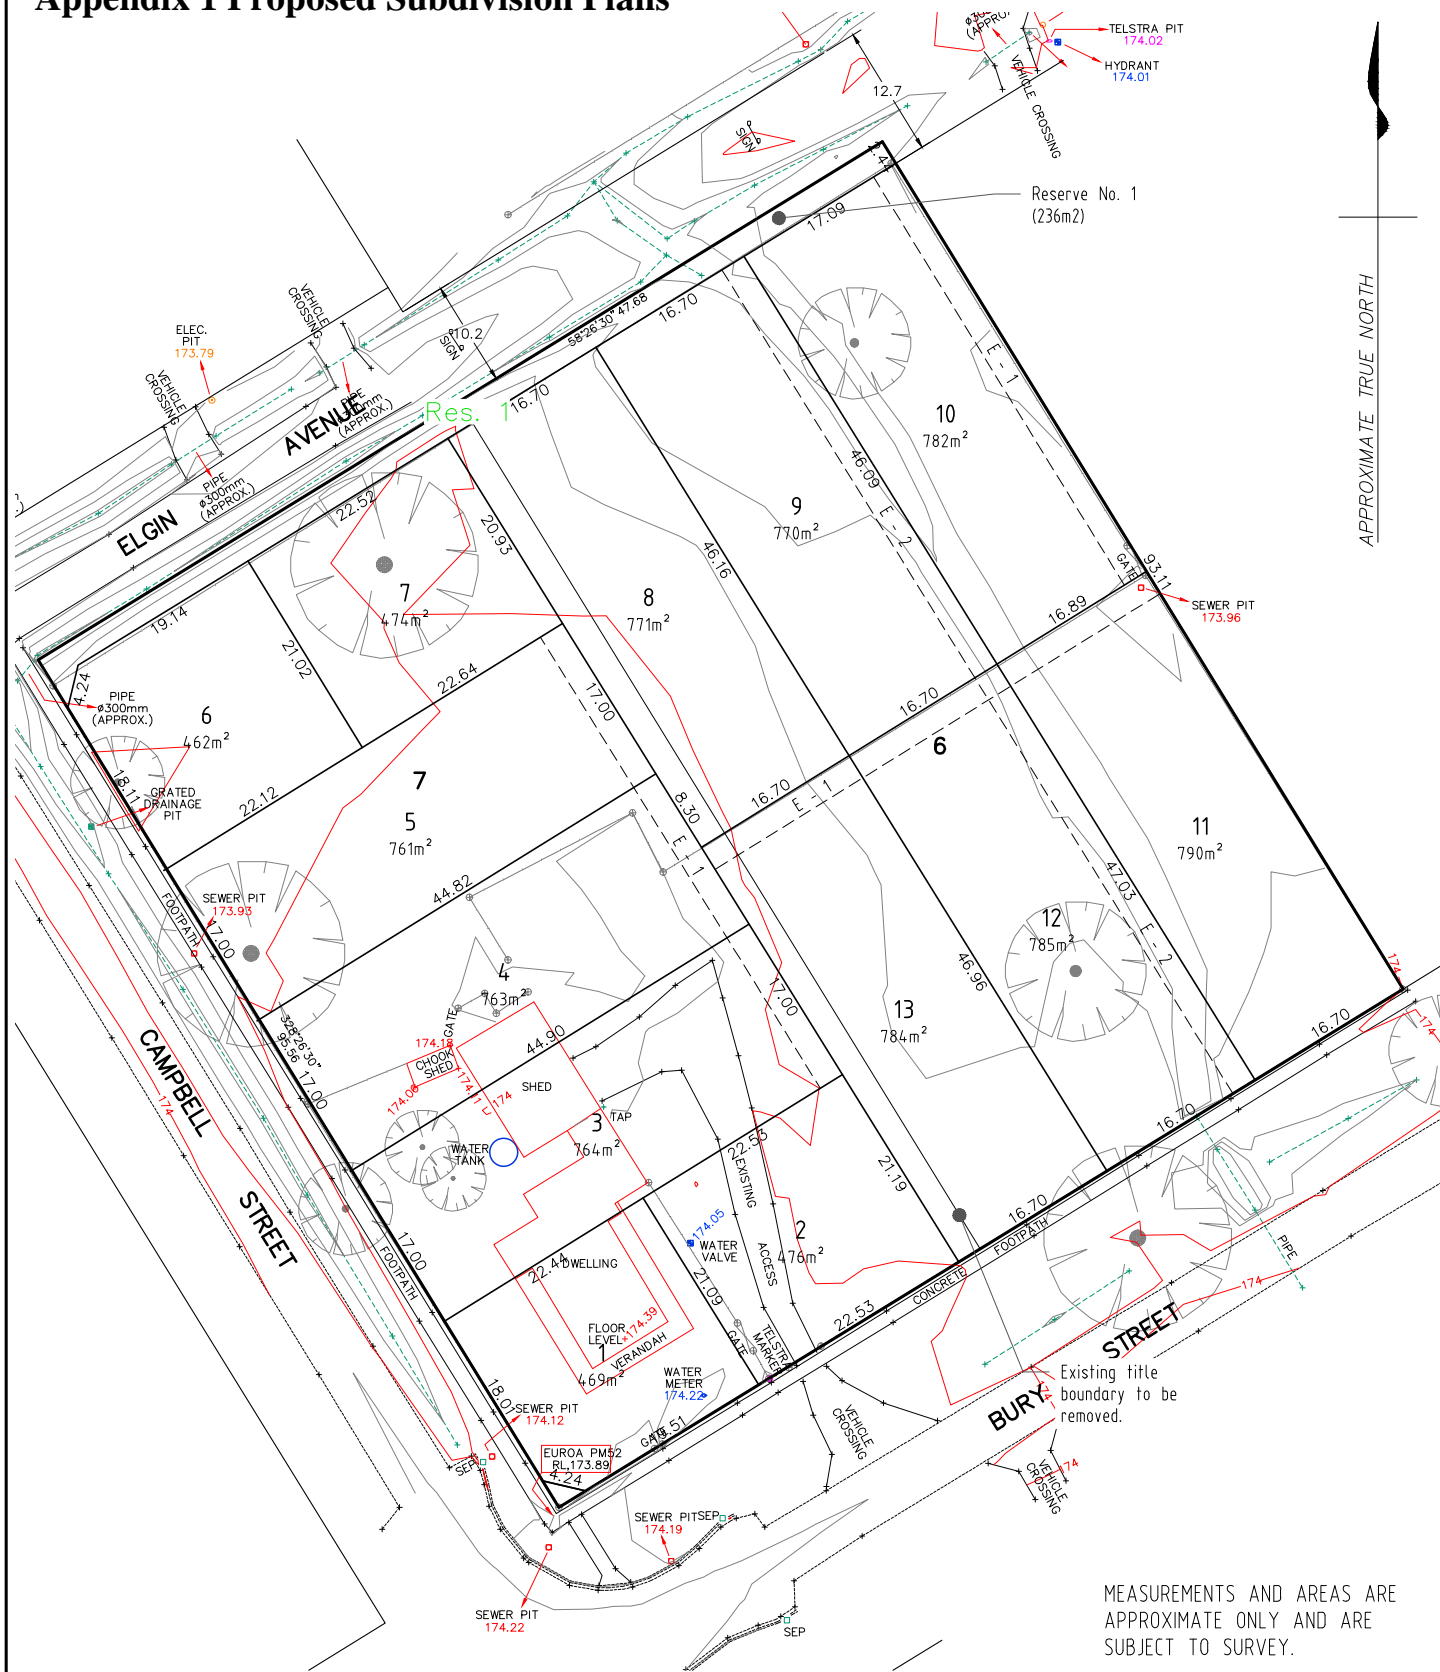 Appendix 1 Proposed Subdivision Plans
TELSTRA PIT
174.02
HYDRANT
174.01
VEHICLE CROSSING
12.7
SIGN
2.44
Reserve No. 1
(236m2)
17.09
APPROXIMATE TRUE NORTH
VEHICLE
CROSSING
10.2
SIGN
58°26'30" 47.68
16.70
ELEC.
PIT
173.79
VEHICLE
CROSSING
PIPE
ø300mm
(APPROX.)
AVENUE
Res. 1
16.70
PIPE
ø300mm
(APPROX.)
ELGIN
22.52
20.93
E - 1
10
782m²
46.09
E - 2
9
770m²
46.16
93.11
GATE
SEWER PIT
173.96
7
474m²
8
771m²
16.89
19.14
21.02
22.64
4.24
PIPE
ø300mm
(APPROX.)
6
462m²
17.00
16.70
6
18.11
GRATED
DRAINAGE
PIT
22.12
7
5
761m²
16.70
E - 1
8.30
E - 1
11
790m²
44.82
47.03
SEWER PIT
173.93
FOOTPATH
17.00
12
785m²
E - 2
4
763m²
46.96
174
GATE
17.00
13
784m²
16.70
328°26'30"
95.56
174.18
CHOOK
SHED
174.06
174.11
174
44.90
SHED
174
CAMPBELL
17.00
174
TAP
3
764m²
WATER
TANK
22.53
16.70
21.19
EXISTING
ACCESS
STREET
174.05
WATER
VALVE
2
476m²
16.70
FOOTPATH
PIPE
FOOTPATH
17.00
22.44
DWELLING
21.09
CONCRETE
174
FLOOR
LEVEL
174.39
VERANDAH
1
469m²
GATE
TELSTRA
MARKER
22.53
STREET
WATER
METER
174.22
Existing title
boundary to be
removed.
174
BURY
18.01
SEWER PIT
174.12
GATE
EUROA PM52
RL.173.89
4.24
SEP
VEHICLE
CROSSING
174
VEHICLE
CROSSING
SEWER PIT
174.19
SEP
SEWER PIT
174.22
SEP
MEASUREMENTS AND AREAS ARE
APPROXIMATE ONLY AND ARE
SUBJECT TO SURVEY.